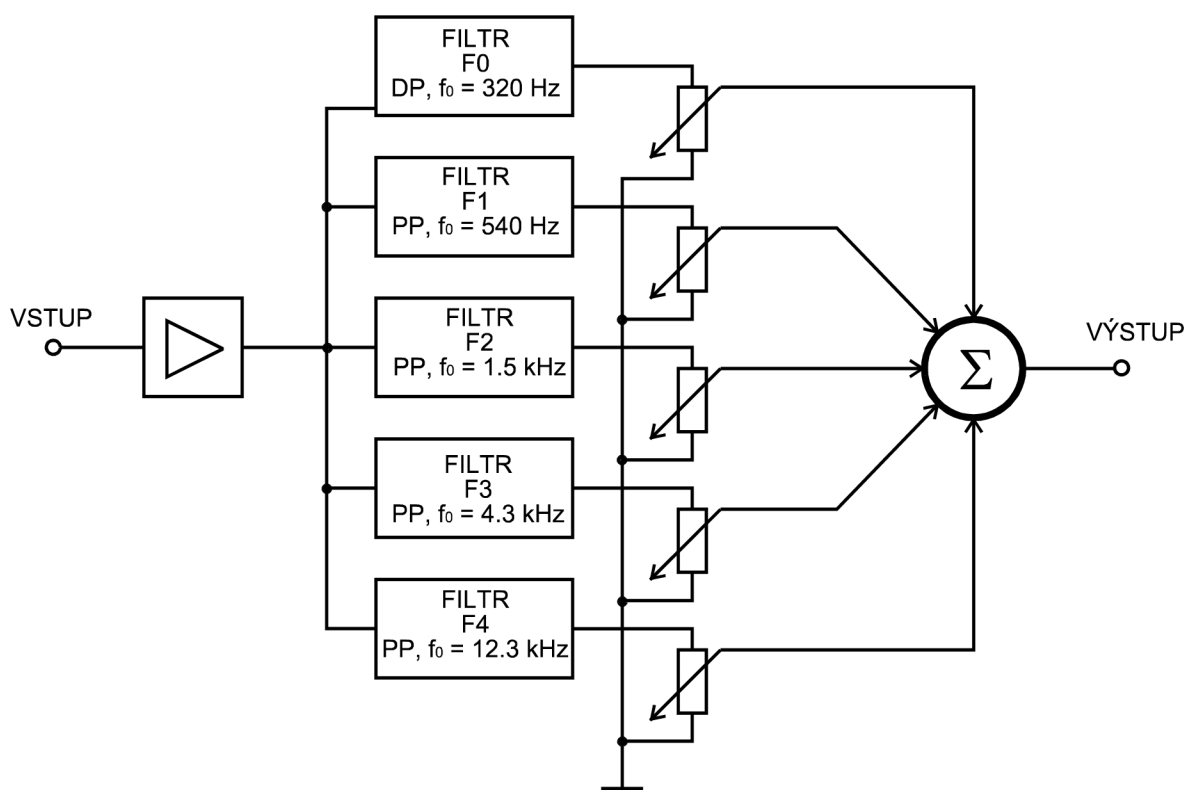 FILTR
F0
DP, f₀ = 320 Hz
FILTR
F1
PP, f₀ = 540 Hz
VSTUP
FILTR
F2
PP, f₀ = 1.5 kHz
Σ
VÝSTUP
FILTR
F3
PP, f₀ = 4.3 kHz
FILTR
F4
PP, f₀ = 12.3 kHz